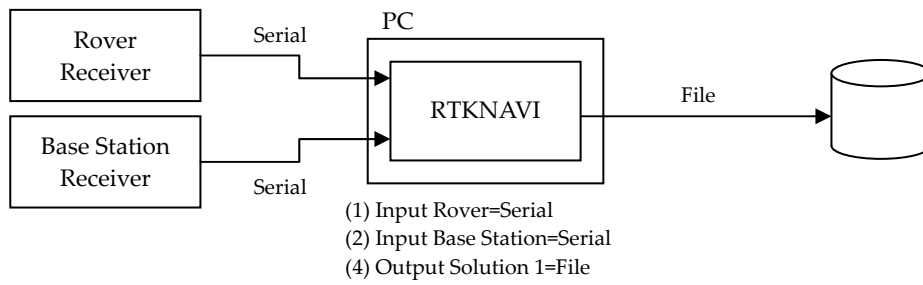 PC
Rover
Receiver
Serial
RTKNAVI
File
Base Station
Receiver
Serial
(1) Input Rover=Serial
(2) Input Base Station=Serial
(4) Output Solution 1=File